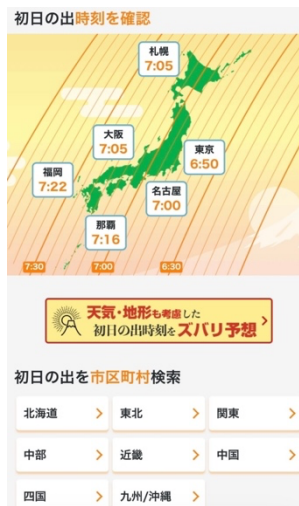 初日の出時刻を確認
札幌
7:05
大阪
7:05
東京
6:50
福岡
7:22
名古屋
7:00
那覇
7:16
7:30
7:00
6:30
天気・地形も考慮した
初日の出時刻をズバリ予想
初日の出を市区町村検索
北海道
東北
関東
中部
近畿
中国
四国
九州/沖縄